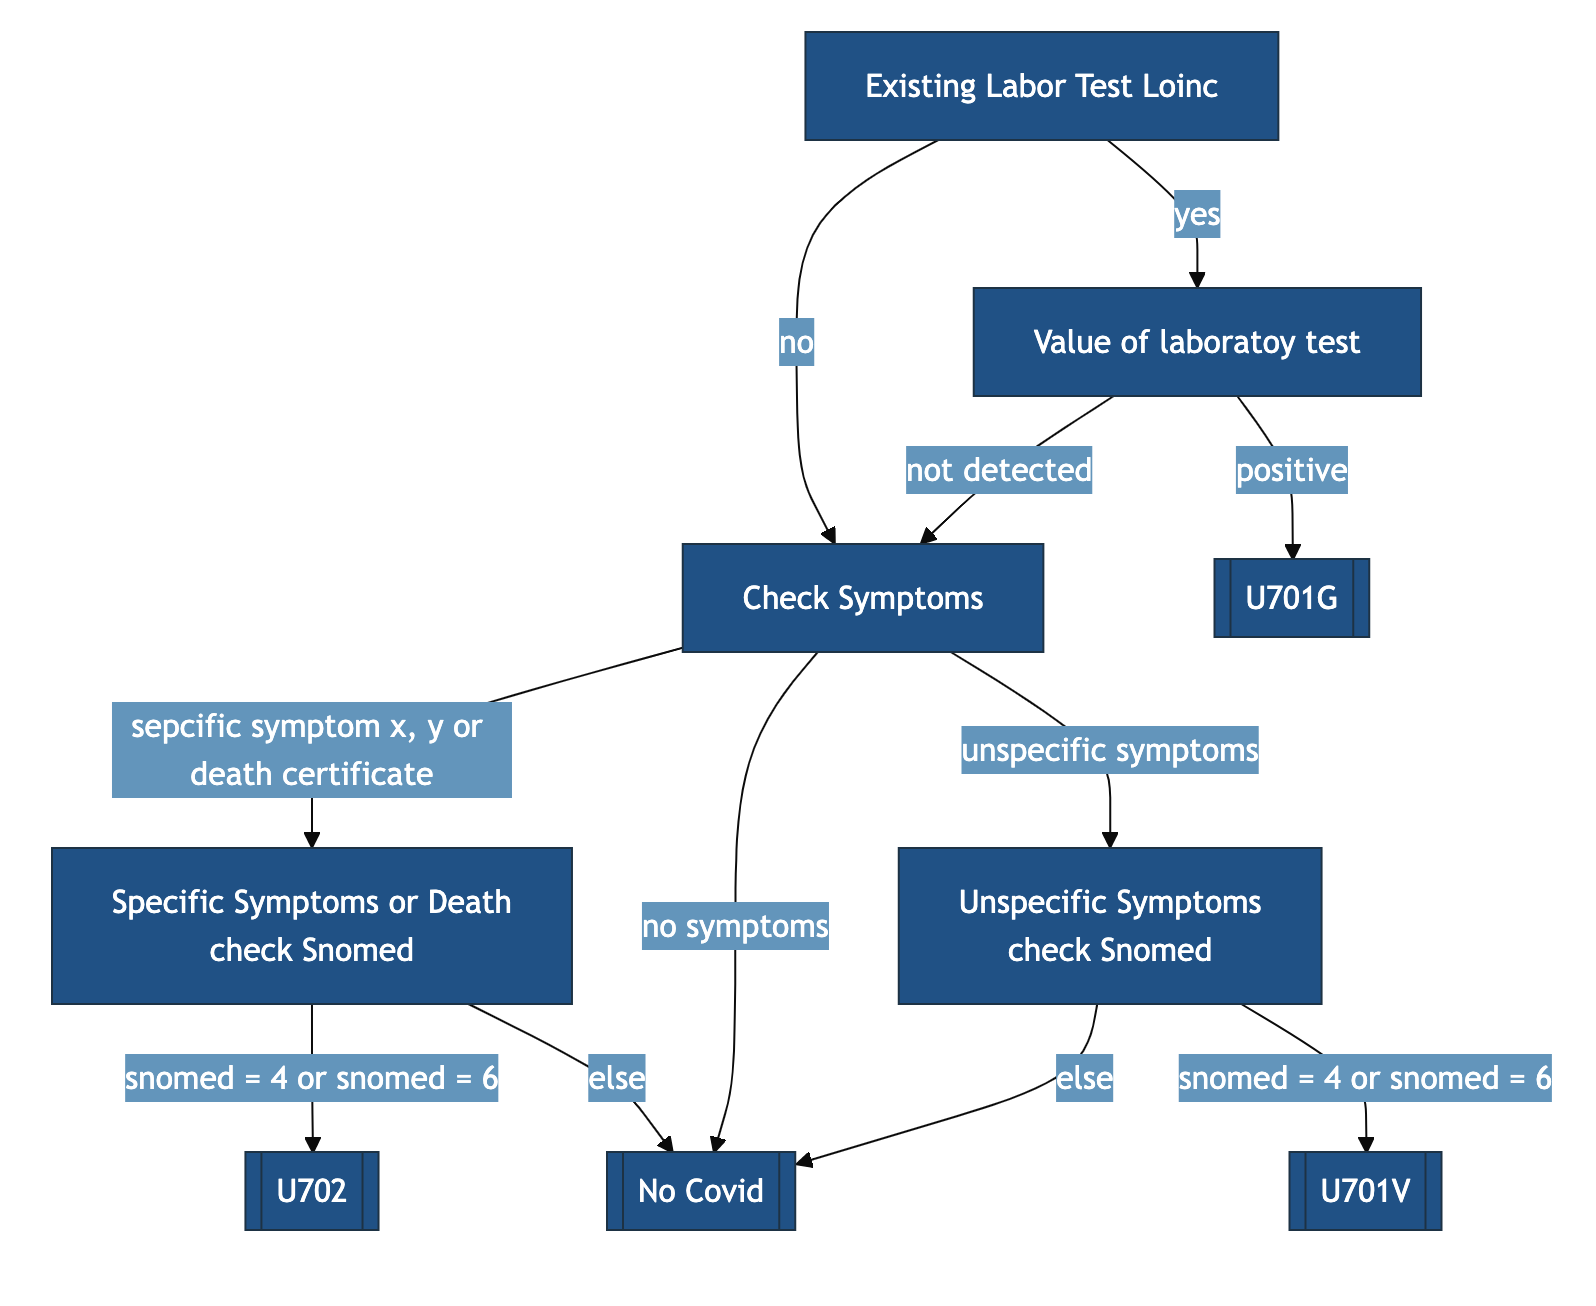 Existing Labor Test Loinc
yes
no
Value of laboratoy test
not detected
positive
Check Symptoms
U701G
sepcific symptom x, y or
death certificate
unspecific symptoms
Specific Symptoms or Death
check Snomed
no symptoms
Unspecific Symptoms
check Snomed
snomed = 4 or snomed = 6
else
else
snomed = 4 or snomed = 6
U702
No Covid
U701V